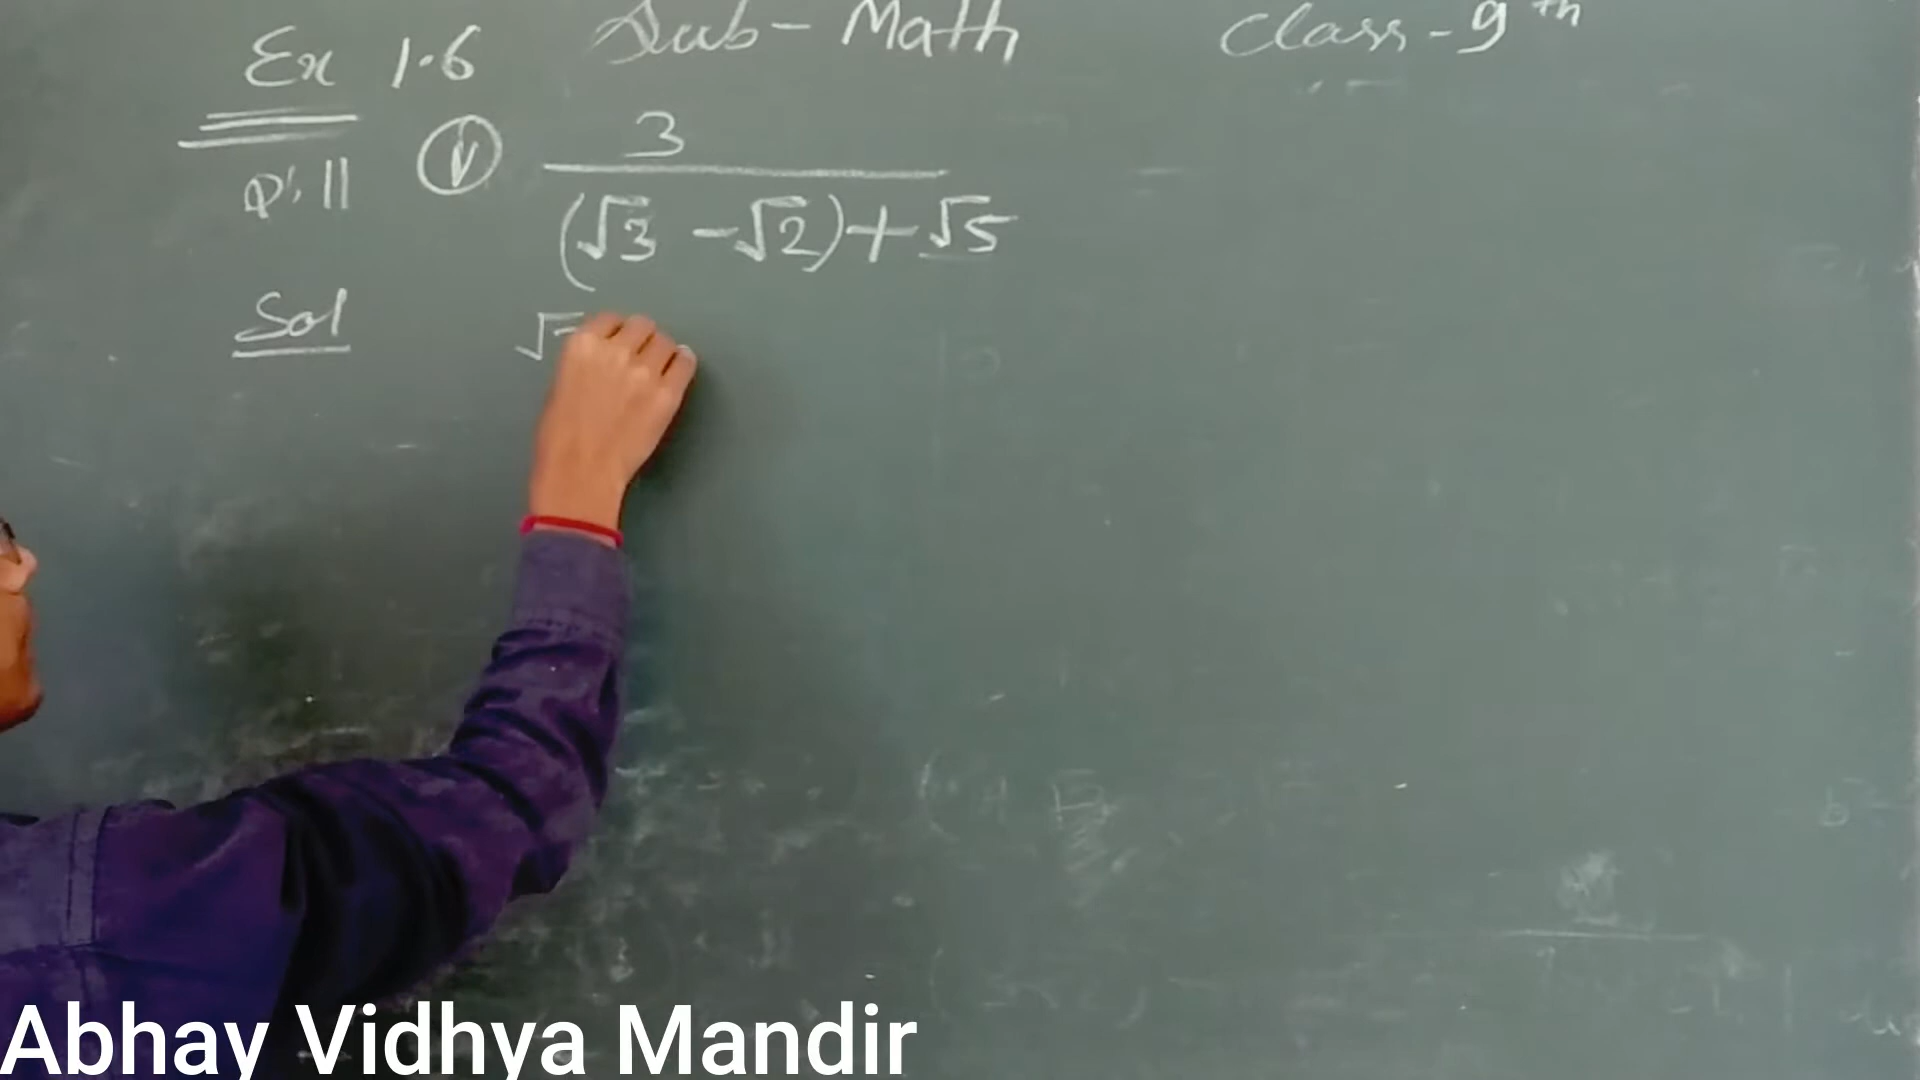 Ex 1.6 Sub - Math Class - 9th
Q. 11 (V) 3
(√3 - √2) + √5
Sol
Abhay Vidhya Mandir